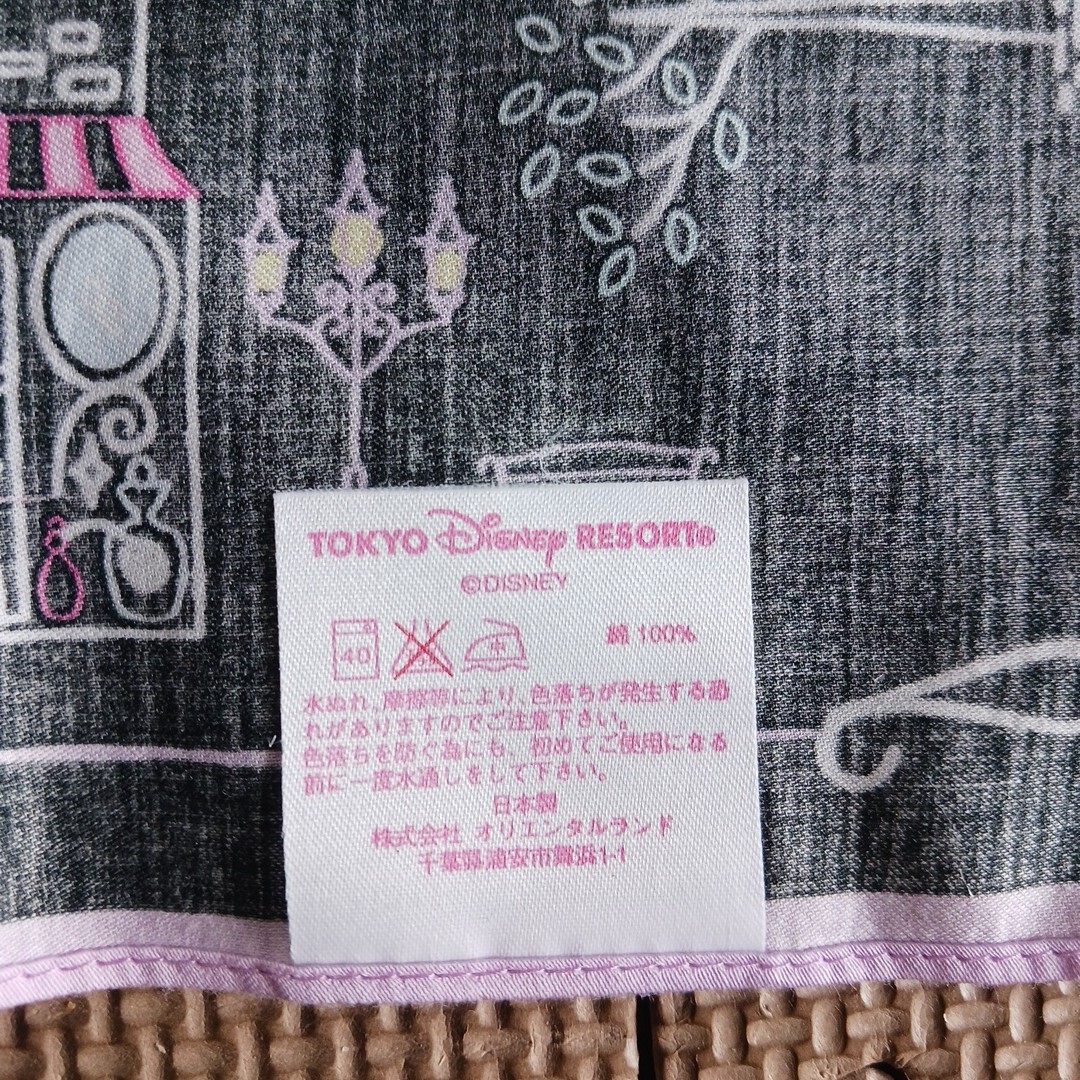 TOKYO Disney RESORT®
©DISNEY
40 中 綿 100%
水ぬれ、摩擦等により、色落ちが発生する恐
れがありますのでご注意下さい。
色落ちを防ぐ為にも、初めてご使用になる
前に一度水通しをして下さい。
日本製
株式会社 オリエンタルランド
千葉県浦安市舞浜1-1